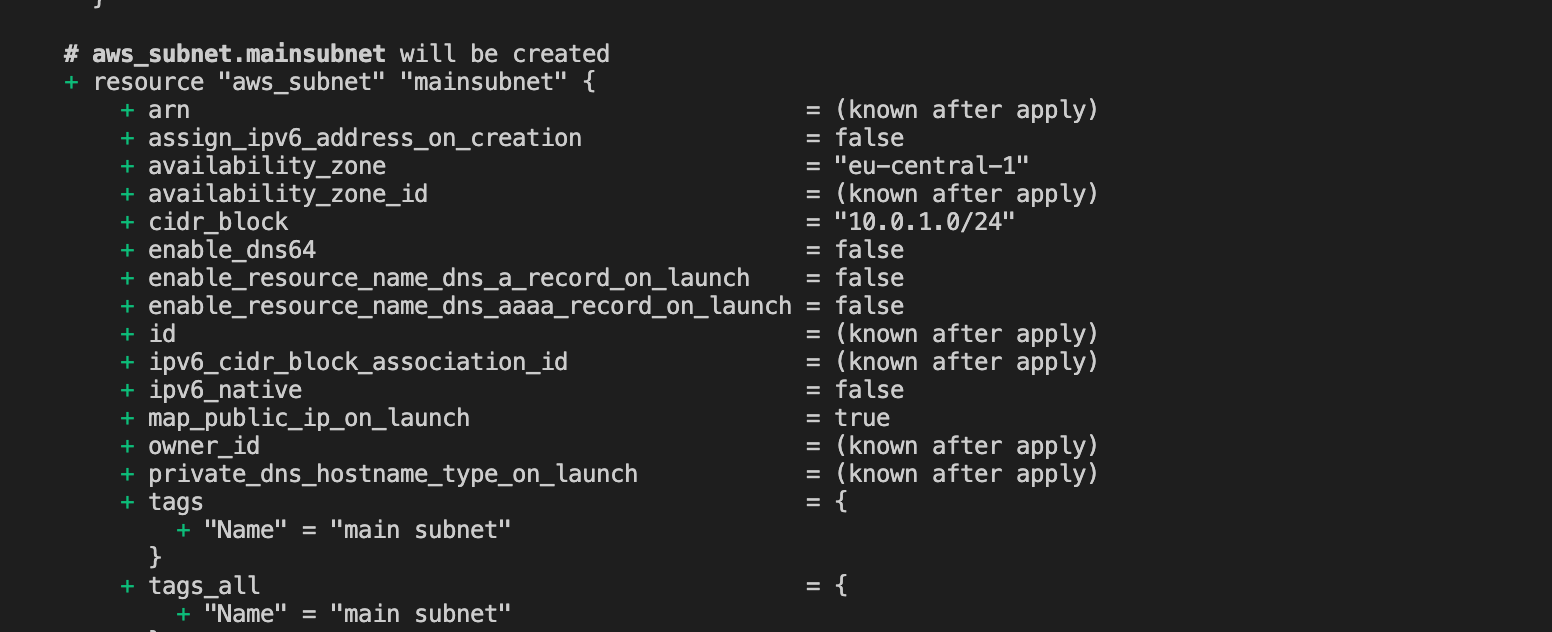 }
# aws_subnet.mainsubnet will be created
+ resource "aws_subnet" "mainsubnet" {
+ arn = (known after apply)
+ assign_ipv6_address_on_creation = false
+ availability_zone = "eu-central-1"
+ availability_zone_id = (known after apply)
+ cidr_block = "10.0.1.0/24"
+ enable_dns64 = false
+ enable_resource_name_dns_a_record_on_launch = false
+ enable_resource_name_dns_aaaa_record_on_launch = false
+ id = (known after apply)
+ ipv6_cidr_block_association_id = (known after apply)
+ ipv6_native = false
+ map_public_ip_on_launch = true
+ owner_id = (known after apply)
+ private_dns_hostname_type_on_launch = (known after apply)
+ tags = {
+ "Name" = "main subnet"
}
+ tags_all = {
+ "Name" = "main subnet"
}